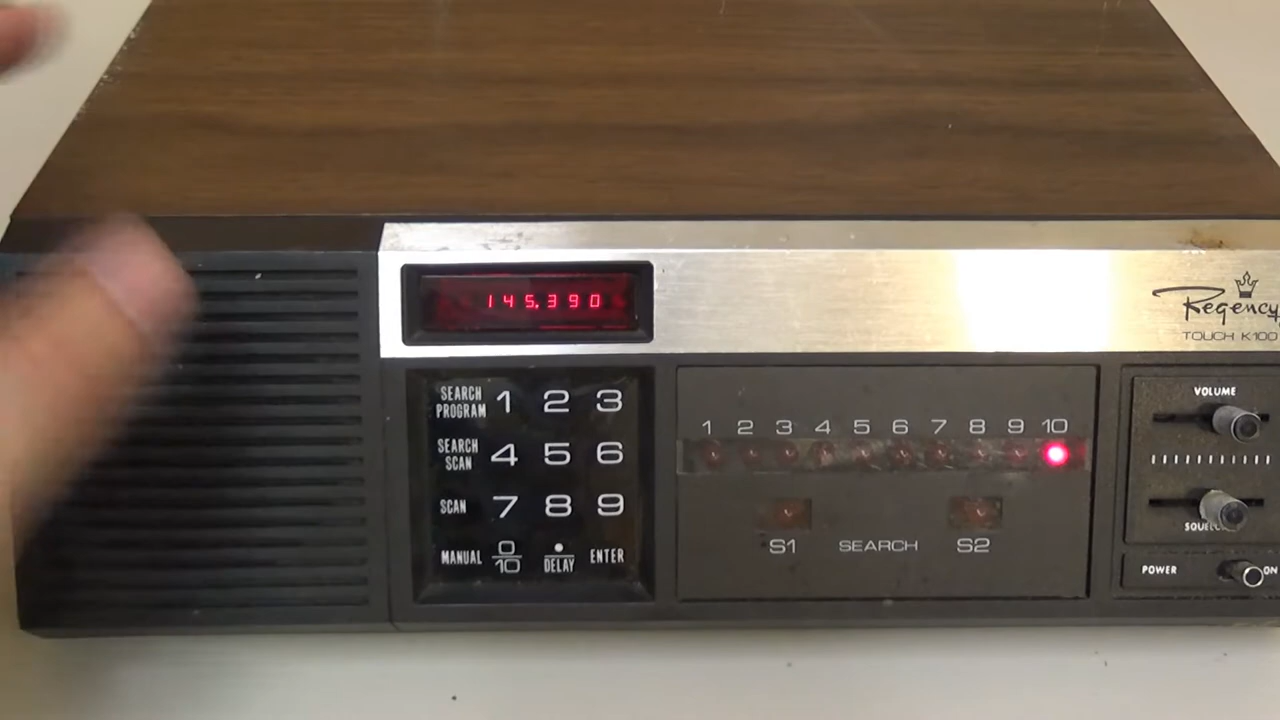 145.390
Regency
TOUCH K100
SEARCH PROGRAM 1 2 3
SEARCH SCAN 4 5 6
SCAN 7 8 9
MANUAL 0/10 • DELAY ENTER
1 2 3 4 5 6 7 8 9 10
S1 SEARCH S2
VOLUME
POWER ON